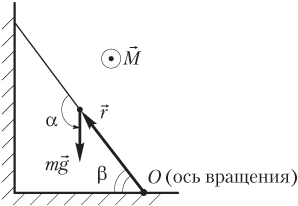 M⃗
α
r⃗
mg⃗
β
O (ось вращения)